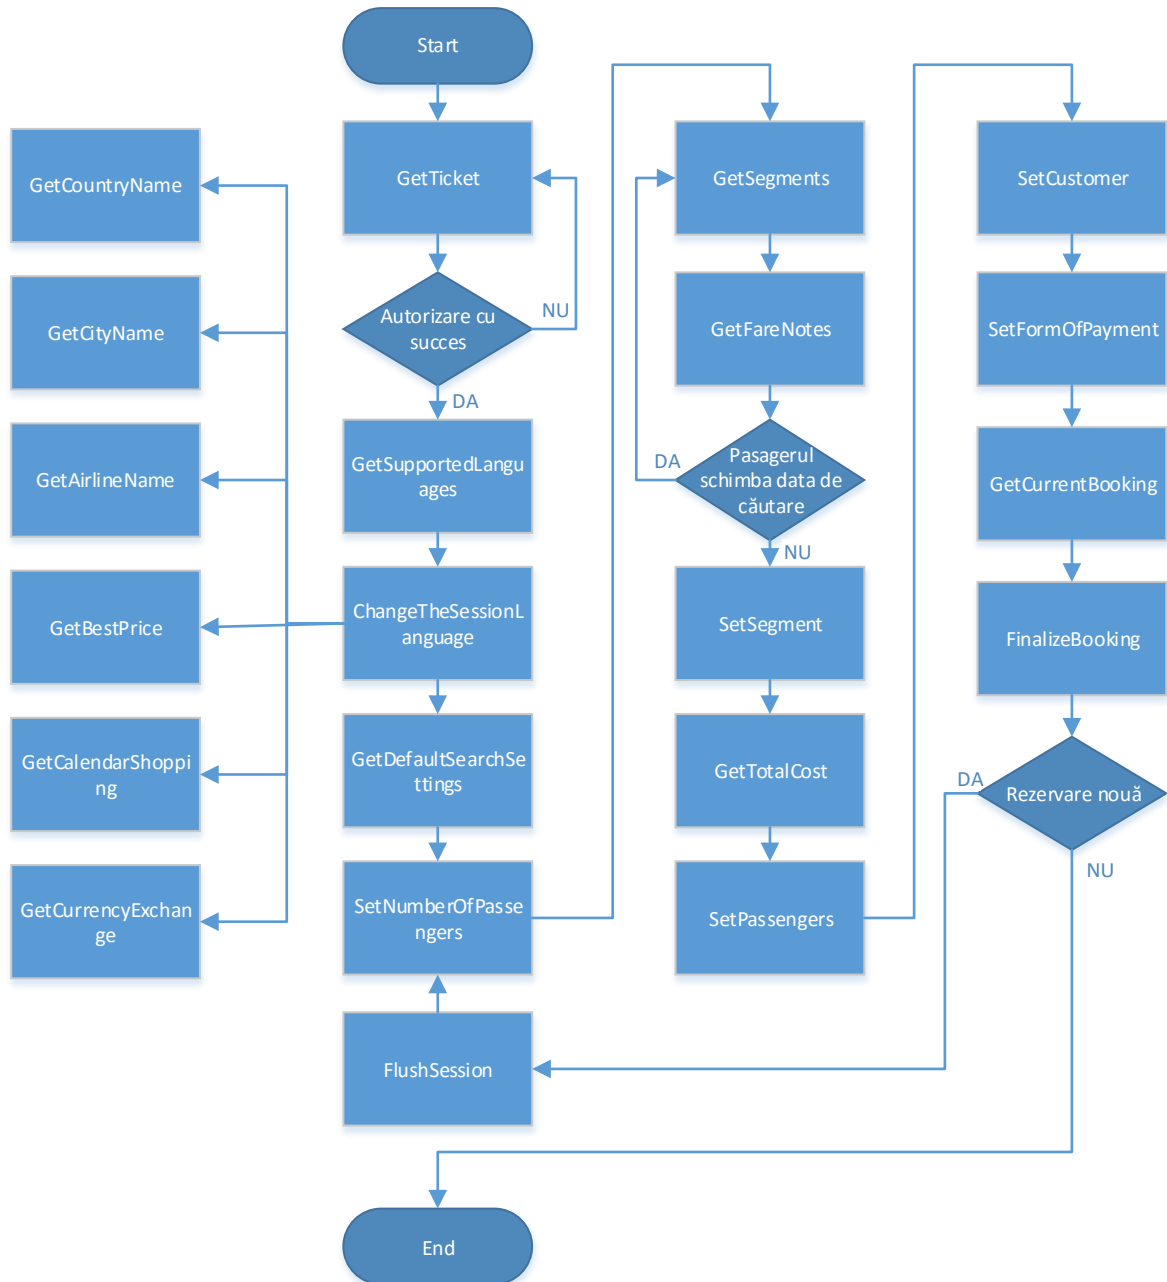 Start
GetCountryName
GetCityName
GetAirlineName
GetBestPrice
GetCalendarShoppi
ng
GetCurrencyExchan
ge
GetTicket
Autorizare cu
succes
NU
DA
GetSupportedLangu
ages
ChangeTheSessionL
anguage
GetDefaultSearchSe
ttings
SetNumberOfPasse
ngers
FlushSession
End
GetSegments
GetFareNotes
Pasagerul
schimba data de
căutare
DA
NU
SetSegment
GetTotalCost
SetPassengers
SetCustomer
SetFormOfPayment
GetCurrentBooking
FinalizeBooking
Rezervare nouă
DA
NU